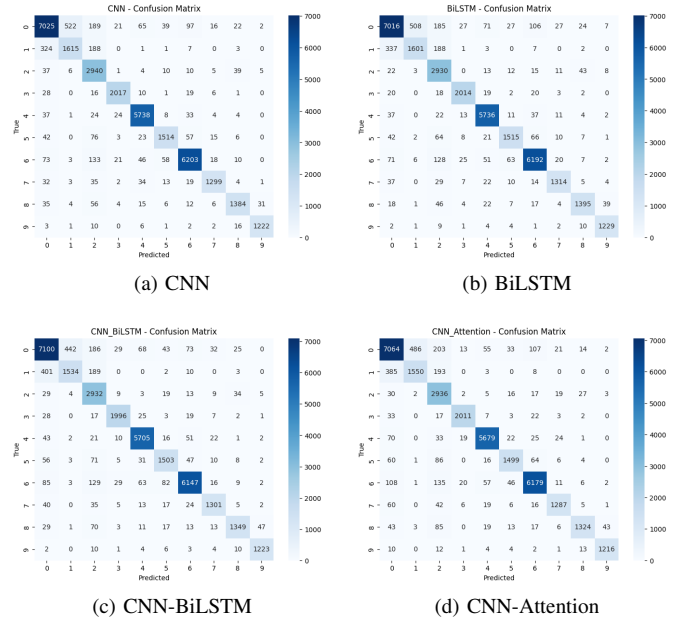 CNN - Confusion Matrix
True
0 7025 522 189 21 65 39 97 16 22 2
1 324 1615 188 0 1 1 7 0 3 0
2 37 6 2940 1 4 10 10 5 39 5
3 28 0 16 2017 10 1 19 6 1 0
4 37 1 24 24 5738 8 33 4 4 0
5 42 0 76 3 23 1514 57 15 6 0
6 73 3 133 21 46 58 6203 18 10 0
7 32 3 35 2 34 13 19 1299 4 1
8 35 4 56 4 15 6 12 6 1384 31
9 3 1 10 0 6 1 2 2 16 1222
0 1 2 3 4 5 6 7 8 9
Predicted
7000
6000
5000
4000
3000
2000
1000
0
(a) CNN
BiLSTM - Confusion Matrix
True
0 7016 508 185 27 71 27 106 27 24 7
1 337 1601 188 1 3 0 7 0 2 0
2 22 3 2930 0 13 12 5 11 43 8
3 20 0 18 2014 19 2 20 3 2 0
4 37 0 22 13 5736 11 37 11 4 2
5 42 2 64 8 21 1515 66 10 7 1
6 71 6 128 25 51 63 6192 20 7 2
7 37 0 29 7 22 10 14 1314 5 4
8 18 1 46 4 22 7 17 4 1395 39
9 2 1 9 1 4 2 1 2 10 1229
0 1 2 3 4 5 6 7 8 9
Predicted
7000
6000
5000
4000
3000
2000
1000
0
(b) BiLSTM
CNN_BiLSTM - Confusion Matrix
True
0 7100 442 186 29 68 43 73 32 25 0
1 401 1534 189 0 0 2 10 0 3 0
2 29 4 2932 9 3 19 13 9 34 5
3 28 0 17 1996 25 3 19 7 2 1
4 43 2 21 10 5705 16 51 22 1 2
5 56 3 71 5 31 1503 47 10 8 2
6 85 3 129 29 63 82 6147 16 9 2
7 40 0 35 5 13 17 24 1301 5 2
8 29 1 70 3 11 17 13 13 1349 47
9 2 0 10 1 4 6 3 4 10 1223
0 1 2 3 4 5 6 7 8 9
Predicted
7000
6000
5000
4000
3000
2000
1000
0
(c) CNN-BiLSTM
CNN_Attention - Confusion Matrix
True
0 7064 486 203 13 55 33 107 21 14 2
1 385 1550 193 0 3 0 8 0 0 0
2 30 2 2936 2 5 16 17 19 27 3
3 33 0 17 2011 7 3 22 3 2 0
4 70 0 33 19 5679 22 25 24 1 0
5 60 1 86 0 16 1499 64 6 4 0
6 108 1 135 20 57 46 6179 11 6 2
7 60 0 42 6 19 6 16 1287 5 1
8 43 3 85 0 19 13 6 13 1324 43
9 10 0 12 1 4 4 2 1 13 1216
0 1 2 3 4 5 6 7 8 9
Predicted
7000
6000
5000
4000
3000
2000
1000
0
(d) CNN-Attention